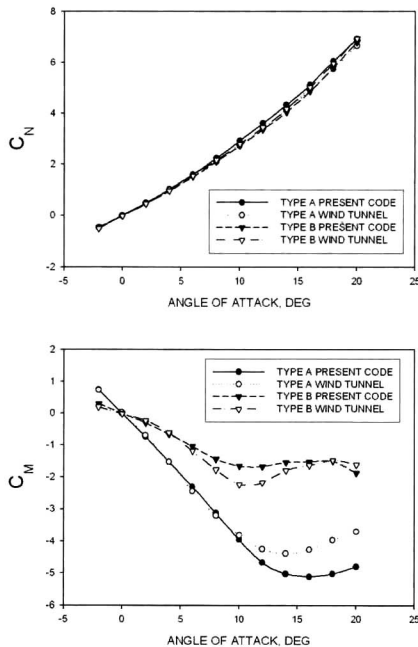 8
6
4
2
0
-2
C_N
TYPE A PRESENT CODE
TYPE A WIND TUNNEL
TYPE B PRESENT CODE
TYPE B WIND TUNNEL
-5 0 5 10 15 20 25
ANGLE OF ATTACK, DEG
2
1
0
-1
-2
-3
-4
-5
-6
C_M
TYPE A PRESENT CODE
TYPE A WIND TUNNEL
TYPE B PRESENT CODE
TYPE B WIND TUNNEL
-5 0 5 10 15 20 25
ANGLE OF ATTACK, DEG